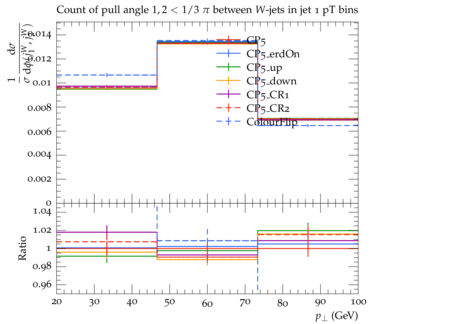 Count of pull angle 1, 2 < 1/3 π between W-jets in jet 1 pT bins
0.014
0.012
0.01
0.008
0.006
0.004
0.002
0
CP5
CP5_erdOn
CP5_up
CP5_down
CP5_CR1
CP5_CR2
ColourFlip
1.04
1.02
1
0.98
0.96
Ratio
20 30 40 50 60 70 80 90 100
p⊥ (GeV)